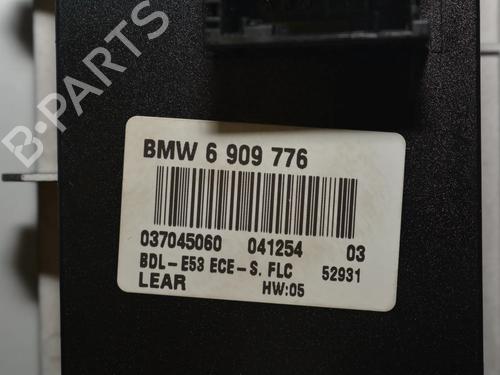 B-PARTS
BMW 6 909 776
037045060 041254 03
BDL-E53 ECE-S. FLC 52931
LEAR HW:05